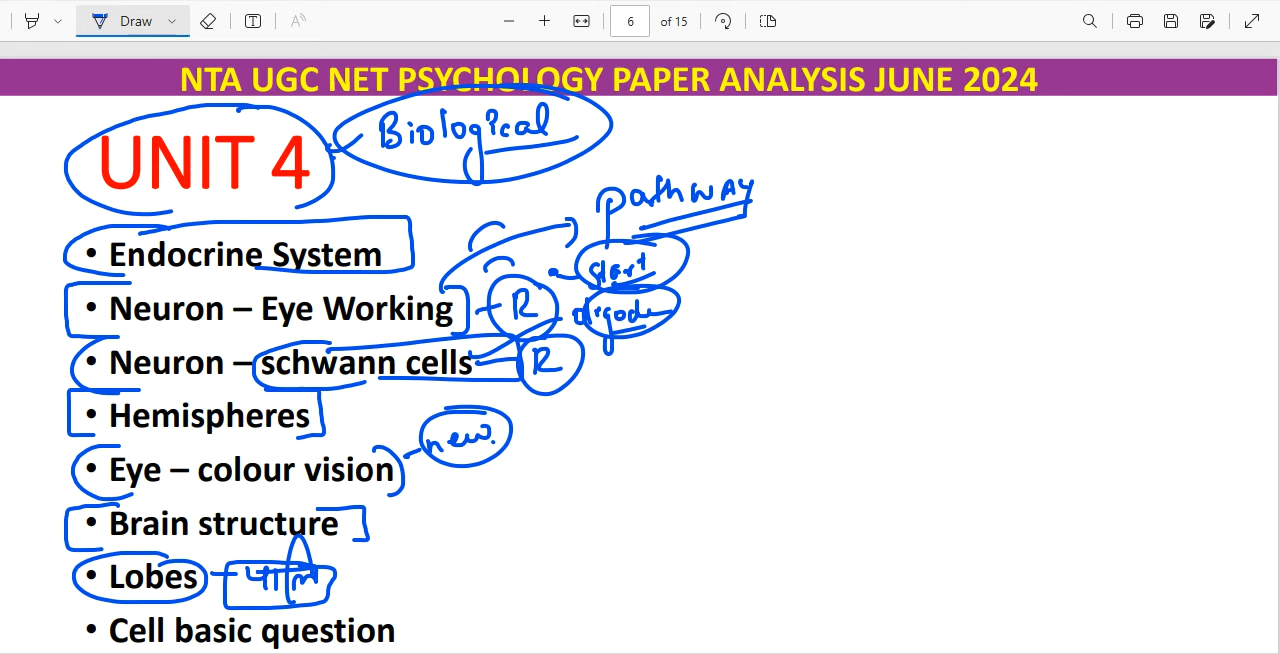 Draw
6 of 15
NTA UGC NET PSYCHOLOGY PAPER ANALYSIS JUNE 2024
UNIT 4 Biological
pathway
• Endocrine System
start
• Neuron – Eye Working R
• Neuron – schwann cells R
• Hemispheres
new.
• Eye – colour vision
• Brain structure
• Lobes
• Cell basic question